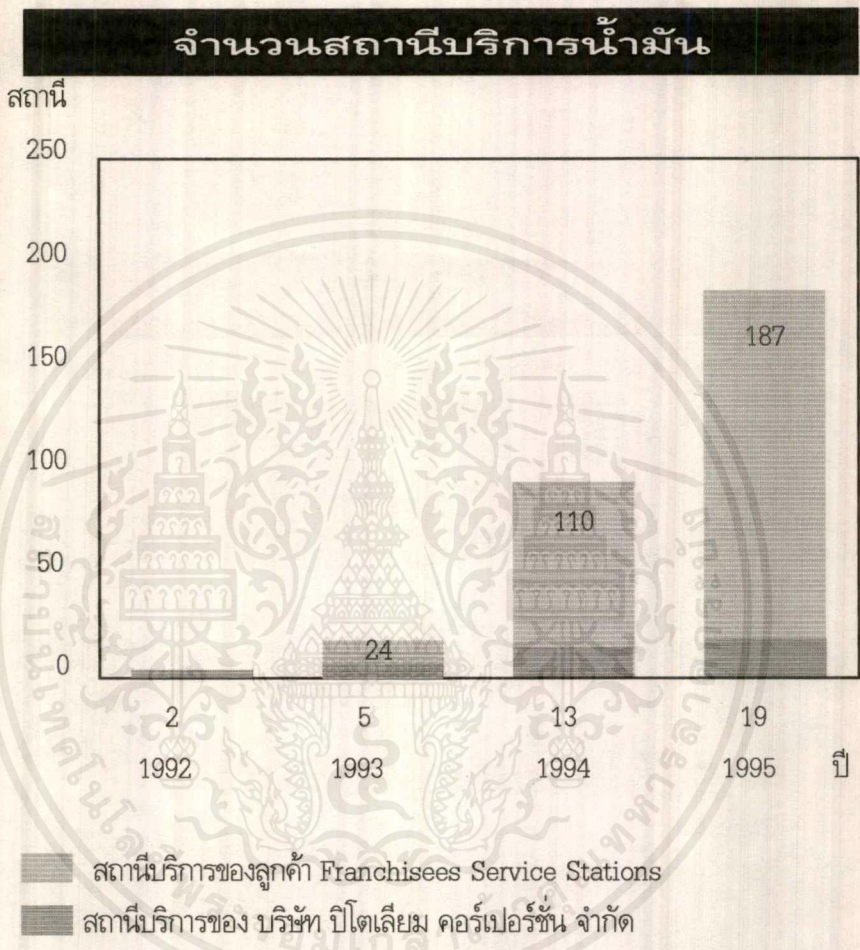 จำนวนสถานีบริการน้ำมัน
สถานี
250
200
150
100
50
0
187
110
24
2 5 13 19
1992 1993 1994 1995 ปี
สถานีบริการของลูกค้า Franchisees Service Stations
สถานีบริการของ บริษัท ปิโตเลียม คอร์เปอร์ชั่น จำกัด